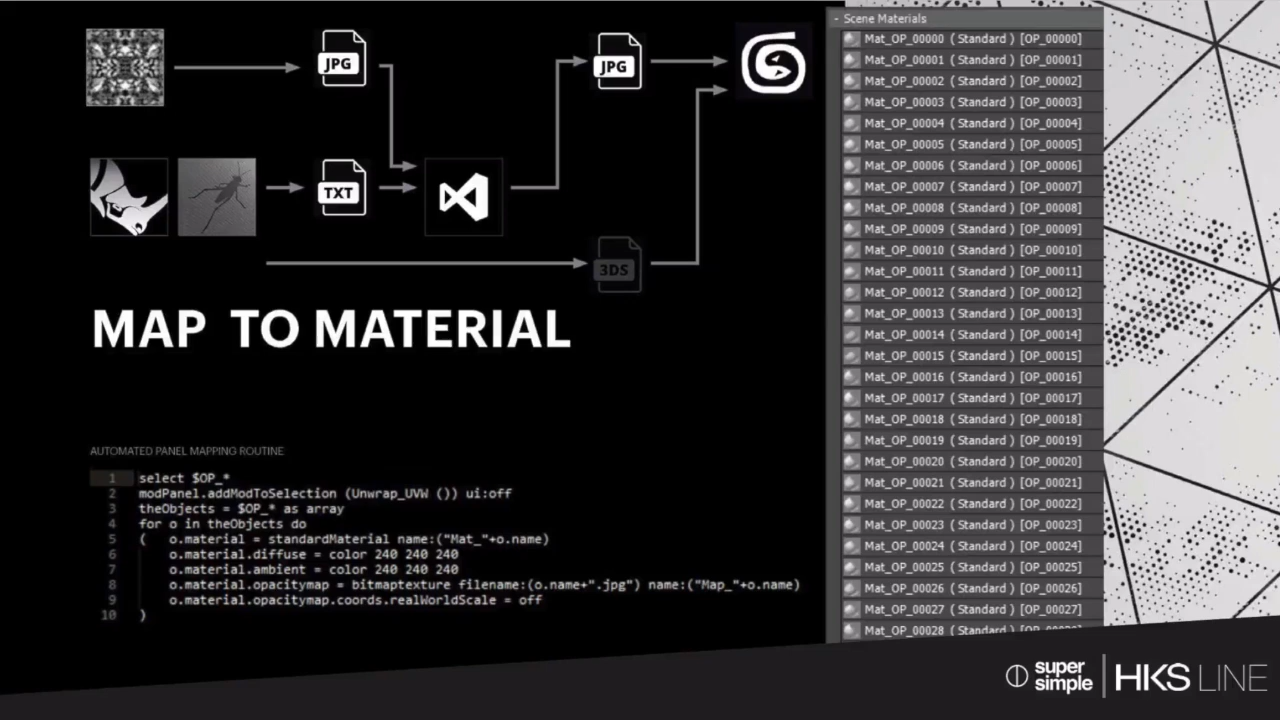 JPG
JPG
TXT
3DS
MAP TO MATERIAL
AUTOMATED PANEL MAPPING ROUTINE
1 select $OP_*
2 modPanel.addModToSelection (Unwrap_UVW ()) ui:off
3 theObjects = $OP_* as array
4 for o in theObjects do
5 ( o.material = standardMaterial name:("Mat_"+o.name)
6 o.material.diffuse = color 240 240 240
7 o.material.ambient = color 240 240 240
8 o.material.opacitymap = bitmaptexture filename:(o.name+".jpg") name:("Map_"+o.name)
9 o.material.opacitymap.coords.realWorldScale = off
10 )
- Scene Materials
Mat_OP_00000 ( Standard ) [OP_00000]
Mat_OP_00001 ( Standard ) [OP_00001]
Mat_OP_00002 ( Standard ) [OP_00002]
Mat_OP_00003 ( Standard ) [OP_00003]
Mat_OP_00004 ( Standard ) [OP_00004]
Mat_OP_00005 ( Standard ) [OP_00005]
Mat_OP_00006 ( Standard ) [OP_00006]
Mat_OP_00007 ( Standard ) [OP_00007]
Mat_OP_00008 ( Standard ) [OP_00008]
Mat_OP_00009 ( Standard ) [OP_00009]
Mat_OP_00010 ( Standard ) [OP_00010]
Mat_OP_00011 ( Standard ) [OP_00011]
Mat_OP_00012 ( Standard ) [OP_00012]
Mat_OP_00013 ( Standard ) [OP_00013]
Mat_OP_00014 ( Standard ) [OP_00014]
Mat_OP_00015 ( Standard ) [OP_00015]
Mat_OP_00016 ( Standard ) [OP_00016]
Mat_OP_00017 ( Standard ) [OP_00017]
Mat_OP_00018 ( Standard ) [OP_00018]
Mat_OP_00019 ( Standard ) [OP_00019]
Mat_OP_00020 ( Standard ) [OP_00020]
Mat_OP_00021 ( Standard ) [OP_00021]
Mat_OP_00022 ( Standard ) [OP_00022]
Mat_OP_00023 ( Standard ) [OP_00023]
Mat_OP_00024 ( Standard ) [OP_00024]
Mat_OP_00025 ( Standard ) [OP_00025]
Mat_OP_00026 ( Standard ) [OP_00026]
Mat_OP_00027 ( Standard ) [OP_00027]
Mat_OP_00028 ( Standard ) [OP_00028]
super
simple
HKS LINE